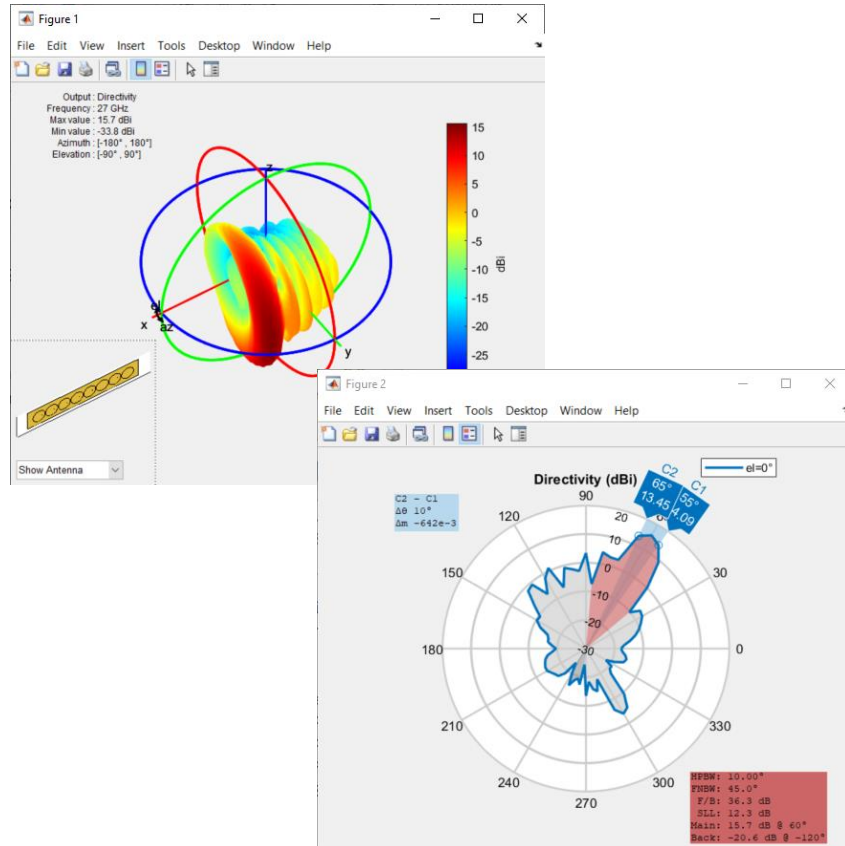 Figure 1
File Edit View Insert Tools Desktop Window Help
Output : Directivity
Frequency : 27 GHz
Max value : 15.7 dBi
Min value : -33.8 dBi
Azimuth : [-180° , 180°]
Elevation : [-90° , 90°]
z
x
az
el
y
15
10
5
0
-5
-10
-15
-20
-25
dBi
Show Antenna
Figure 2
File Edit View Insert Tools Desktop Window Help
Directivity (dBi)
el=0°
C2 - C1
Δθ 10°
Δm -642e-3
C2
65°
13.45
C1
55°
4.09
90
120
150
180
210
240
270
300
330
0
30
20
10
0
-10
-20
-30
HPBW: 10.00°
FNBW: 45.0°
F/B: 36.3 dB
SLL: 12.3 dB
Main: 15.7 dB @ 60°
Back: -20.6 dB @ -120°